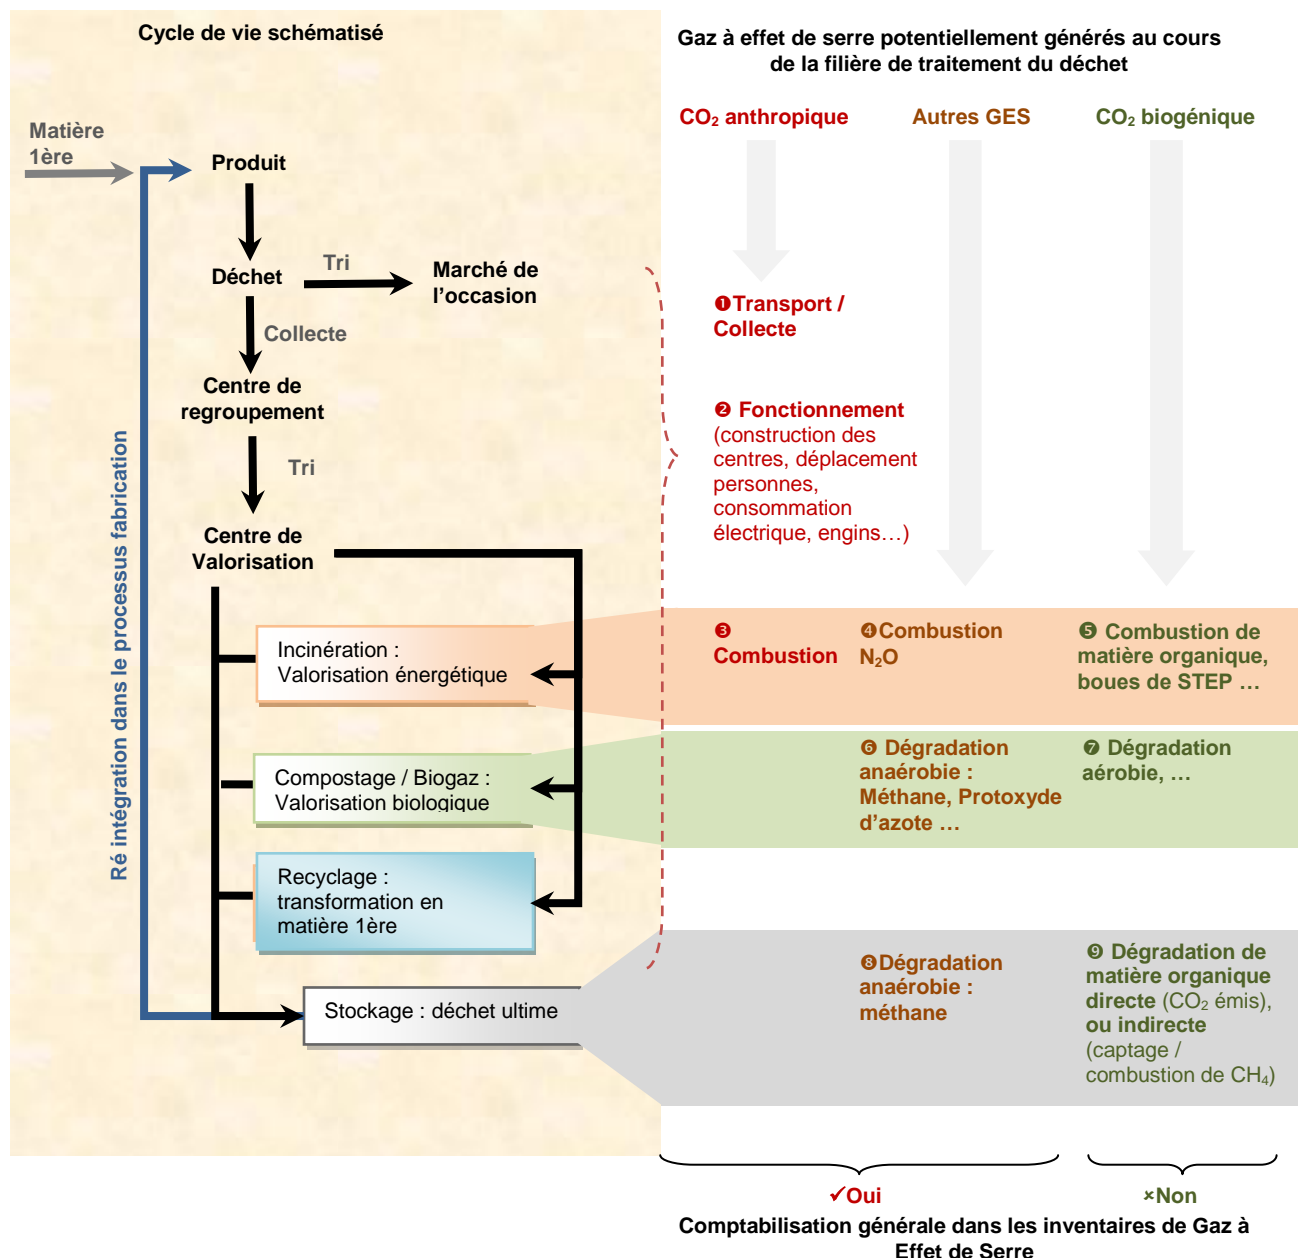 Cycle de vie schématisé
Gaz à effet de serre potentiellement générés au cours
de la filière de traitement du déchet
CO₂ anthropique
Autres GES
CO₂ biogénique
Matière
1ère
Produit
Déchet
Tri
Marché de
l’occasion
Collecte
Centre de
regroupement
Tri
Centre de
Valorisation
Ré intégration dans le processus fabrication
❶Transport /
Collecte
❷ Fonctionnement
(construction des
centres, déplacement
personnes,
consommation
électrique, engins…)
Incinération :
Valorisation énergétique
❸
Combustion
❹Combustion
N₂O
❺ Combustion de
matière organique,
boues de STEP …
Compostage / Biogaz :
Valorisation biologique
❻ Dégradation
anaérobie :
Méthane, Protoxyde
d’azote …
❼ Dégradation
aérobie, …
Recyclage :
transformation en
matière 1ère
Stockage : déchet ultime
❽Dégradation
anaérobie :
méthane
❾ Dégradation de
matière organique
directe (CO₂ émis),
ou indirecte
(captage /
combustion de CH₄)
✓Oui
×Non
Comptabilisation générale dans les inventaires de Gaz à
Effet de Serre